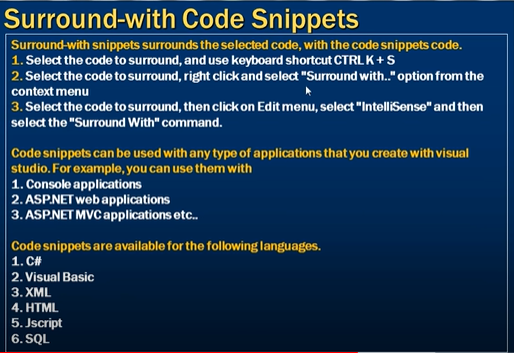 Surround-with Code Snippets
Surround-with snippets surrounds the selected code, with the code snippets code.
1. Select the code to surround, and use keyboard shortcut CTRL K + S
2. Select the code to surround, right click and select "Surround with.." option from the
context menu
3. Select the code to surround, then click on Edit menu, select "IntelliSense" and then
select the "Surround With" command.
Code snippets can be used with any type of applications that you create with visual
studio. For example, you can use them with
1. Console applications
2. ASP.NET web applications
3. ASP.NET MVC applications etc..
Code snippets are available for the following languages.
1. C#
2. Visual Basic
3. XML
4. HTML
5. Jscript
6. SQL